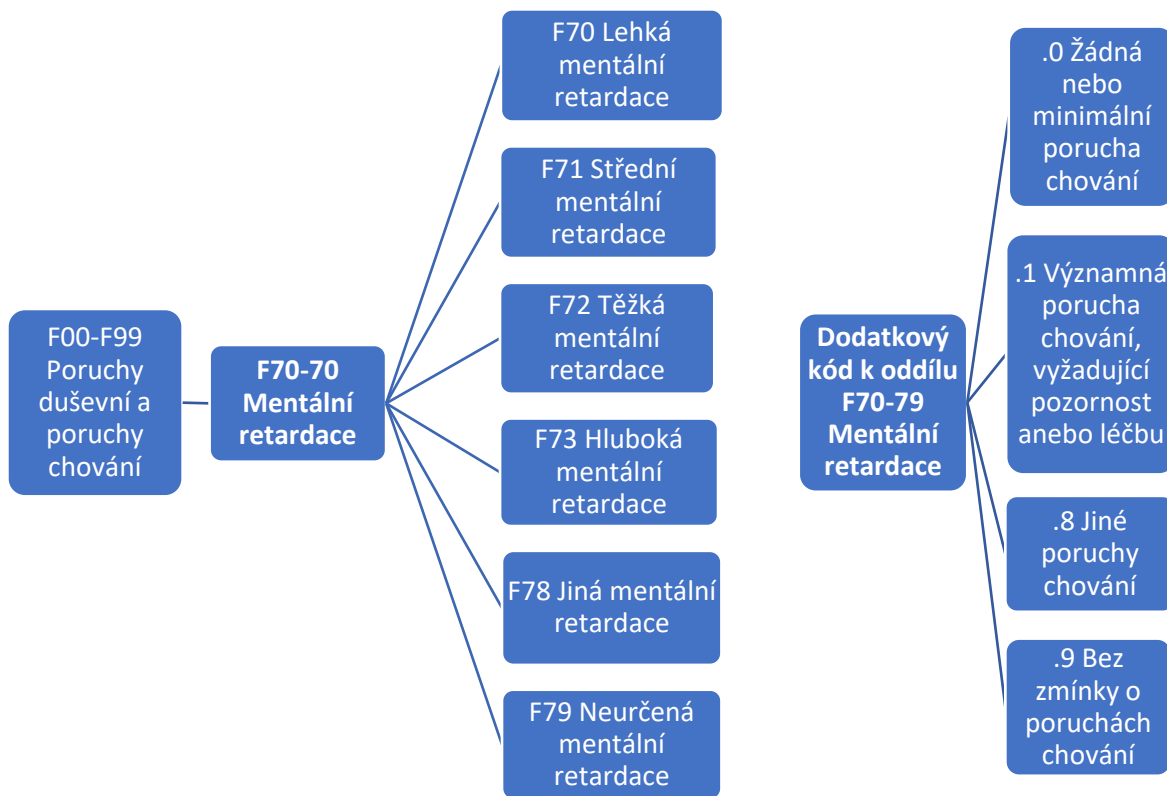 F00-F99
Poruchy
duševní a
poruchy
chování
F70-70
Mentální
retardace
F70 Lehká
mentální
retardace
F71 Střední
mentální
retardace
F72 Těžká
mentální
retardace
F73 Hluboká
mentální
retardace
F78 Jiná mentální
retardace
F79 Neurčená
mentální
retardace
Dodatkový
kód k oddílu
F70-79
Mentální
retardace
.0 Žádná
nebo
minimální
porucha
chování
.1 Významná
porucha
chování,
vyžadující
pozornost
anebo léčbu
.8 Jiné
poruchy
chování
.9 Bez
zmínky o
poruchách
chování